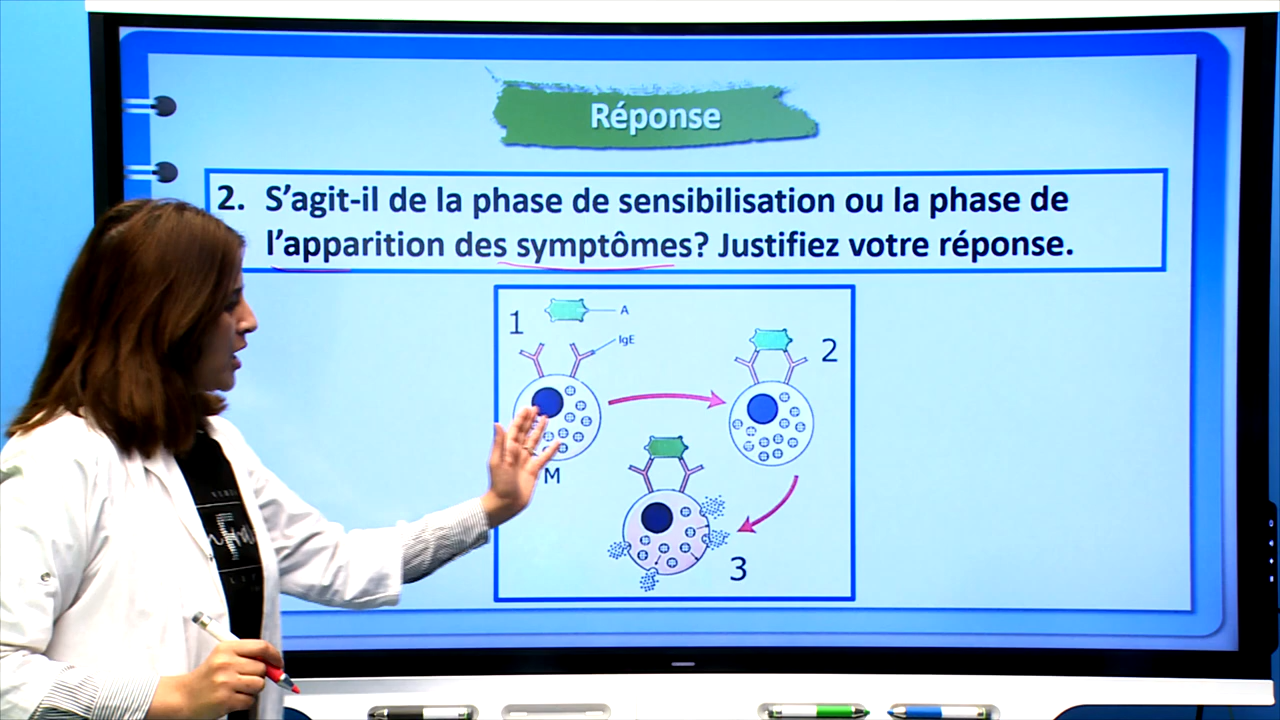 Réponse
2. S'agit-il de la phase de sensibilisation ou la phase de
l'apparition des symptômes? Justifiez votre réponse.
1
A
IgE
2
M
3